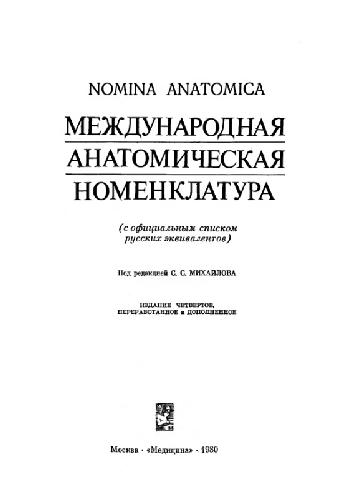 NOMINA ANATOMICA
МЕЖДУНАРОДНАЯ
АНАТОМИЧЕСКАЯ
НОМЕНКЛАТУРА
(с официальным списком
русских эквивалентов)
Под редакцией С. С. МИХАЙЛОВА
ИЗДАНИЕ ЧЕТВЕРТОЕ,
ПЕРЕРАБОТАННОЕ и ДОПОЛНЕННОЕ
Москва · «Медицина» · 1980